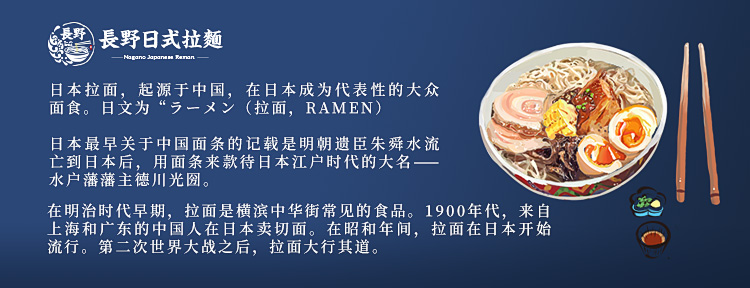 長野
長野日式拉麵
Nagano Japanese Raman
日本拉面，起源于中国，在日本成为代表性的大众
面食。日文为“ラーメン（拉面，RAMEN）
日本最早关于中国面条的记载是明朝遗臣朱舜水流
亡到日本后，用面条来款待日本江户时代的大名——
水户藩藩主德川光圀。
在明治时代早期，拉面是横滨中华街常见的食品。1900年代，来自
上海和广东的中国人在日本卖切面。在昭和年间，拉面在日本开始
流行。第二次世界大战之后，拉面大行其道。